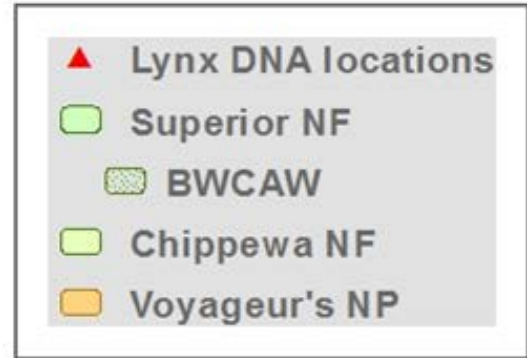 Lynx DNA locations
Superior NF
BWCAW
Chippewa NF
Voyageur's NP